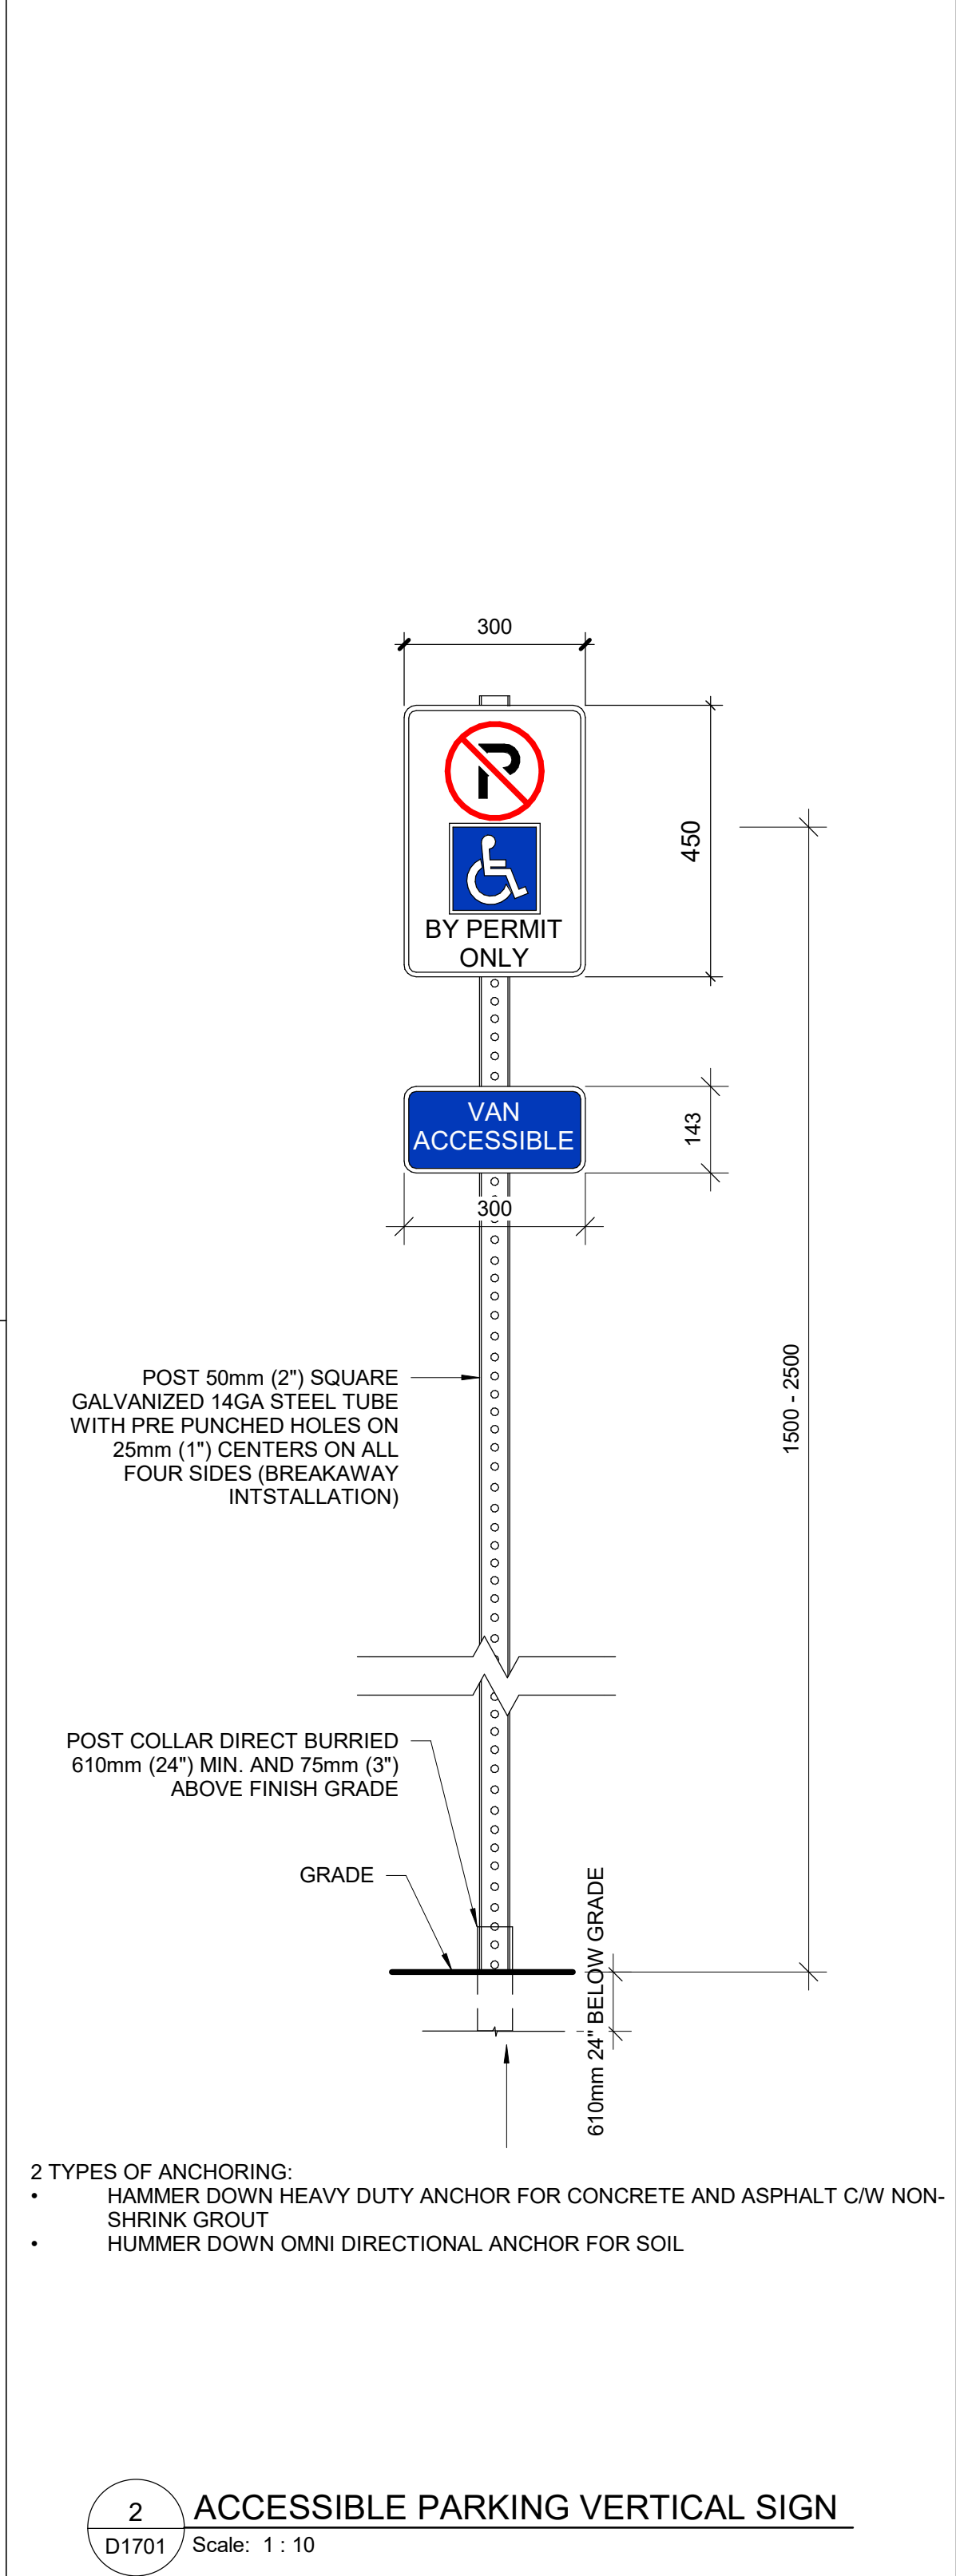 300
450
P
BY PERMIT
ONLY
VAN
ACCESSIBLE
143
300
1500 - 2500
POST 50mm (2") SQUARE
GALVANIZED 14GA STEEL TUBE
WITH PRE PUNCHED HOLES ON
25mm (1") CENTERS ON ALL
FOUR SIDES (BREAKAWAY
INTSTALLATION)
POST COLLAR DIRECT BURRIED
610mm (24") MIN. AND 75mm (3")
ABOVE FINISH GRADE
GRADE
610mm 24" BELOW GRADE
2 TYPES OF ANCHORING:
• HAMMER DOWN HEAVY DUTY ANCHOR FOR CONCRETE AND ASPHALT C/W NON-
SHRINK GROUT
• HUMMER DOWN OMNI DIRECTIONAL ANCHOR FOR SOIL
2
D1701
ACCESSIBLE PARKING VERTICAL SIGN
Scale: 1 : 10